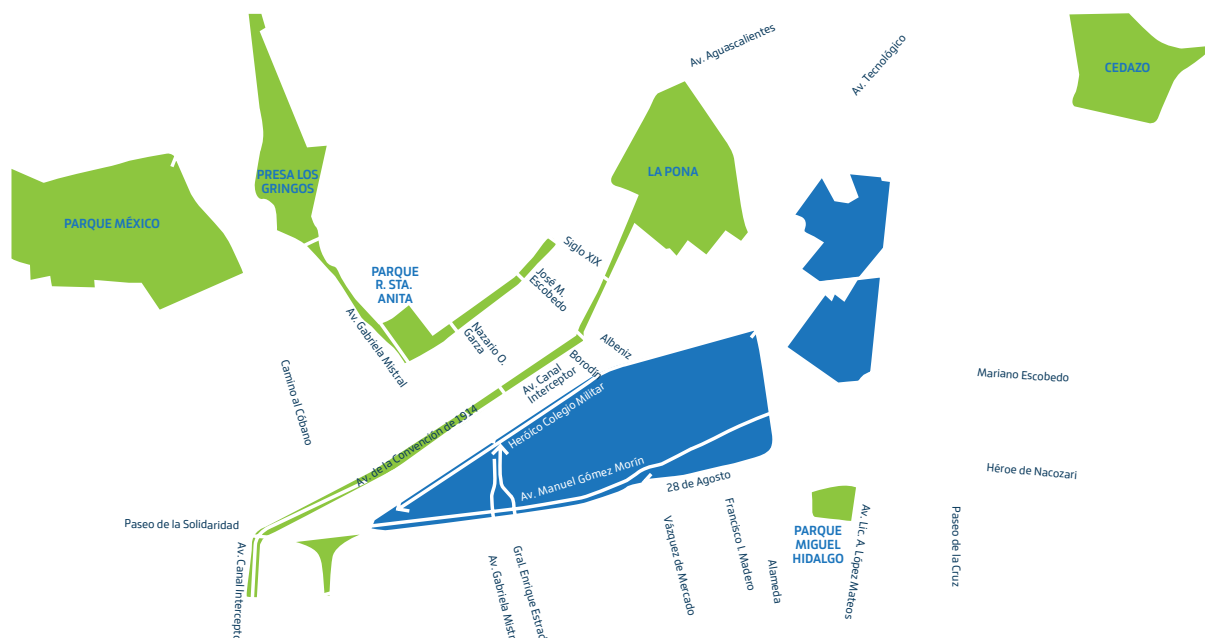 Av. Aguascalientes
Av. Tecnológico
CEDAZO
PRESA LOS
GRINGOS
LA PONA
PARQUE MÉXICO
PARQUE
R. STA.
ANITA
Siglo XIX
José M.
Escobedo
Av. Gabriela Mistral
Nazario O.
Garza
Albeniz
Borodin
Av. Canal
Interceptor
Camino al Cóbano
Mariano Escobedo
Heróico Colegio Militar
Av. de la Convención de 1914
Av. Manuel Gómez Morín
28 de Agosto
Héroe de Nacozari
Paseo de la Solidaridad
Av. Canal Intercepto
Av. Gabriela Mistr
Gral. Enrique Estrad
Vázquez de Mercado
Francisco I. Madero
Alameda
PARQUE
MIGUEL
HIDALGO
Av. Lic. A. López Mateos
Paseo de la Cruz